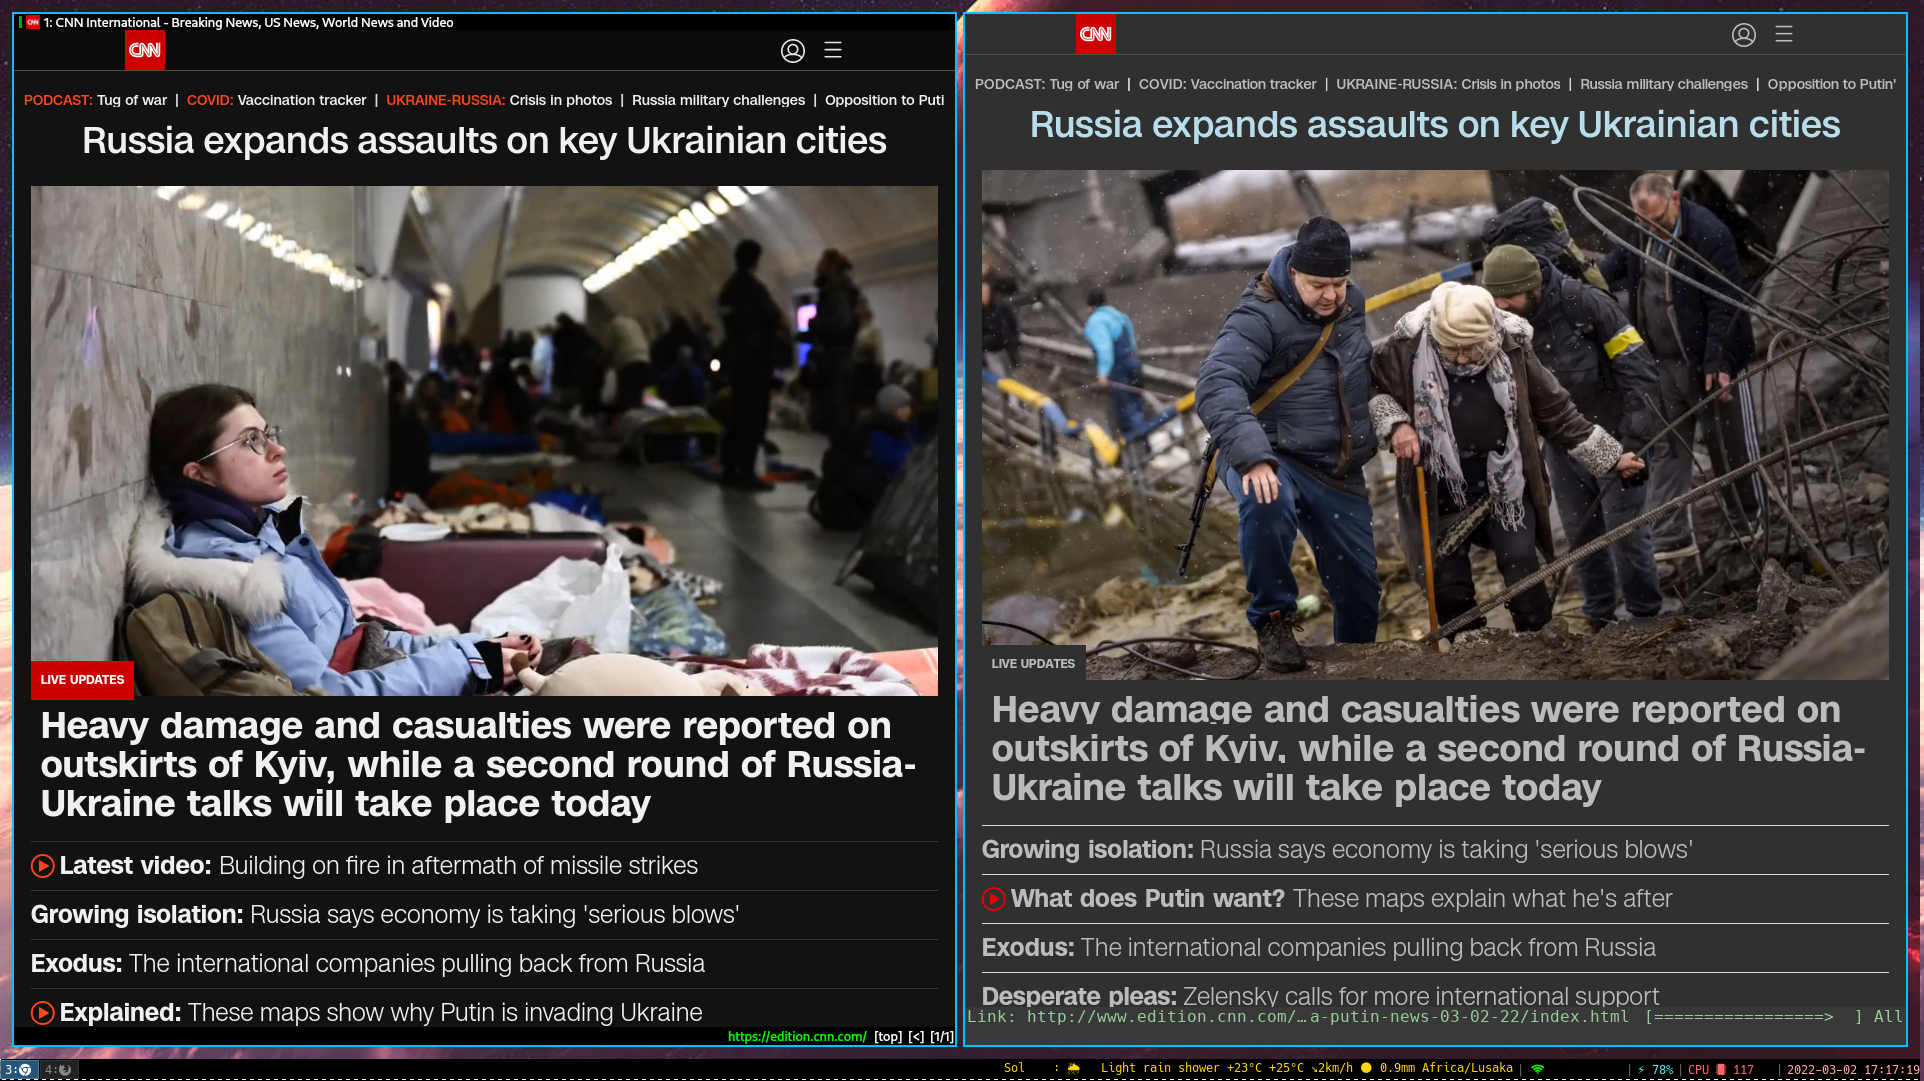 1: CNN International - Breaking News, US News, World News and Video
CNN
PODCAST: Tug of war | COVID: Vaccination tracker | UKRAINE-RUSSIA: Crisis in photos | Russia military challenges | Opposition to Puti
Russia expands assaults on key Ukrainian cities
LIVE UPDATES
Heavy damage and casualties were reported on
outskirts of Kyiv, while a second round of Russia-
Ukraine talks will take place today
Latest video: Building on fire in aftermath of missile strikes
Growing isolation: Russia says economy is taking 'serious blows'
Exodus: The international companies pulling back from Russia
Explained: These maps show why Putin is invading Ukraine
https://edition.cnn.com/ [top] [<] [1/1]
CNN
PODCAST: Tug of war | COVID: Vaccination tracker | UKRAINE-RUSSIA: Crisis in photos | Russia military challenges | Opposition to Putin'
Russia expands assaults on key Ukrainian cities
LIVE UPDATES
Heavy damage and casualties were reported on
outskirts of Kyiv, while a second round of Russia-
Ukraine talks will take place today
Growing isolation: Russia says economy is taking 'serious blows'
What does Putin want? These maps explain what he's after
Exodus: The international companies pulling back from Russia
Desperate pleas: Zelensky calls for more international support
Link: http://www.edition.cnn.com/…a-putin-news-03-02-22/index.html [=================> ] All
3: 4: Sol : Light rain shower +23°C +25°C ↘2km/h 0.9mm Africa/Lusaka | | ⚡ 78% | CPU 117 | 2022-03-02 17:17:19